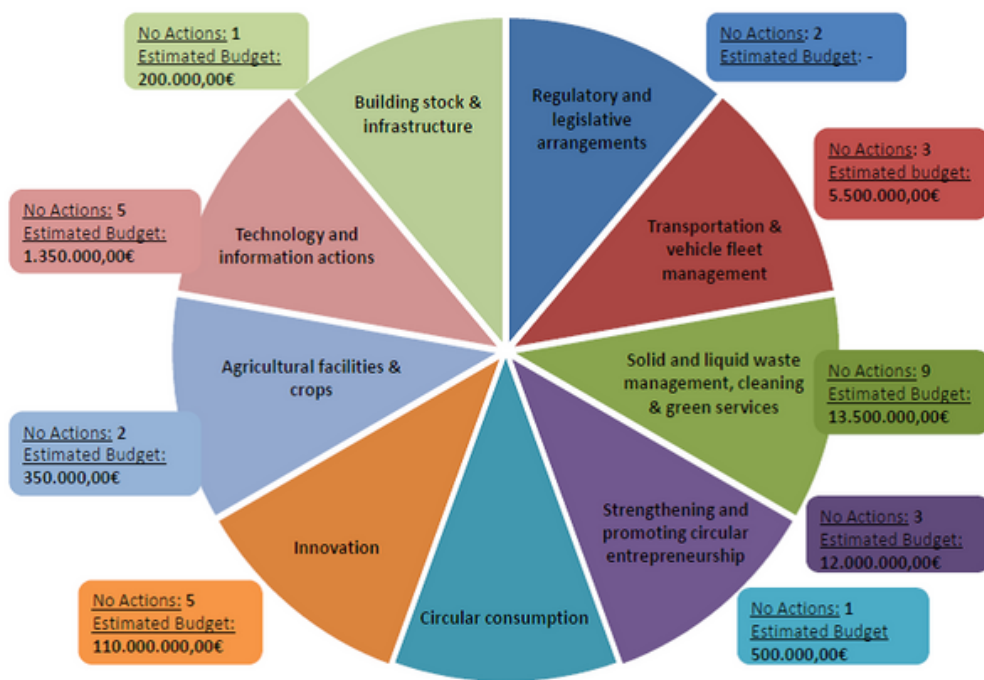 No Actions: 1
Estimated Budget:
200.000,00€
Building stock &
infrastructure
Regulatory and
legislative
arrangements
No Actions: 2
Estimated Budget: -
No Actions: 3
Estimated budget:
5.500.000,00€
Transportation &
vehicle fleet
management
No Actions: 5
Estimated Budget:
1.350.000,00€
Technology and
information actions
Solid and liquid waste
management, cleaning
& green services
No Actions: 9
Estimated Budget:
13.500.000,00€
Agricultural facilities &
crops
No Actions: 2
Estimated Budget:
350.000,00€
Strengthening and
promoting circular
entrepreneurship
No Actions: 3
Estimated Budget:
12.000.000,00€
Innovation
No Actions: 5
Estimated Budget:
110.000.000,00€
Circular consumption
No Actions: 1
Estimated Budget
500.000,00€